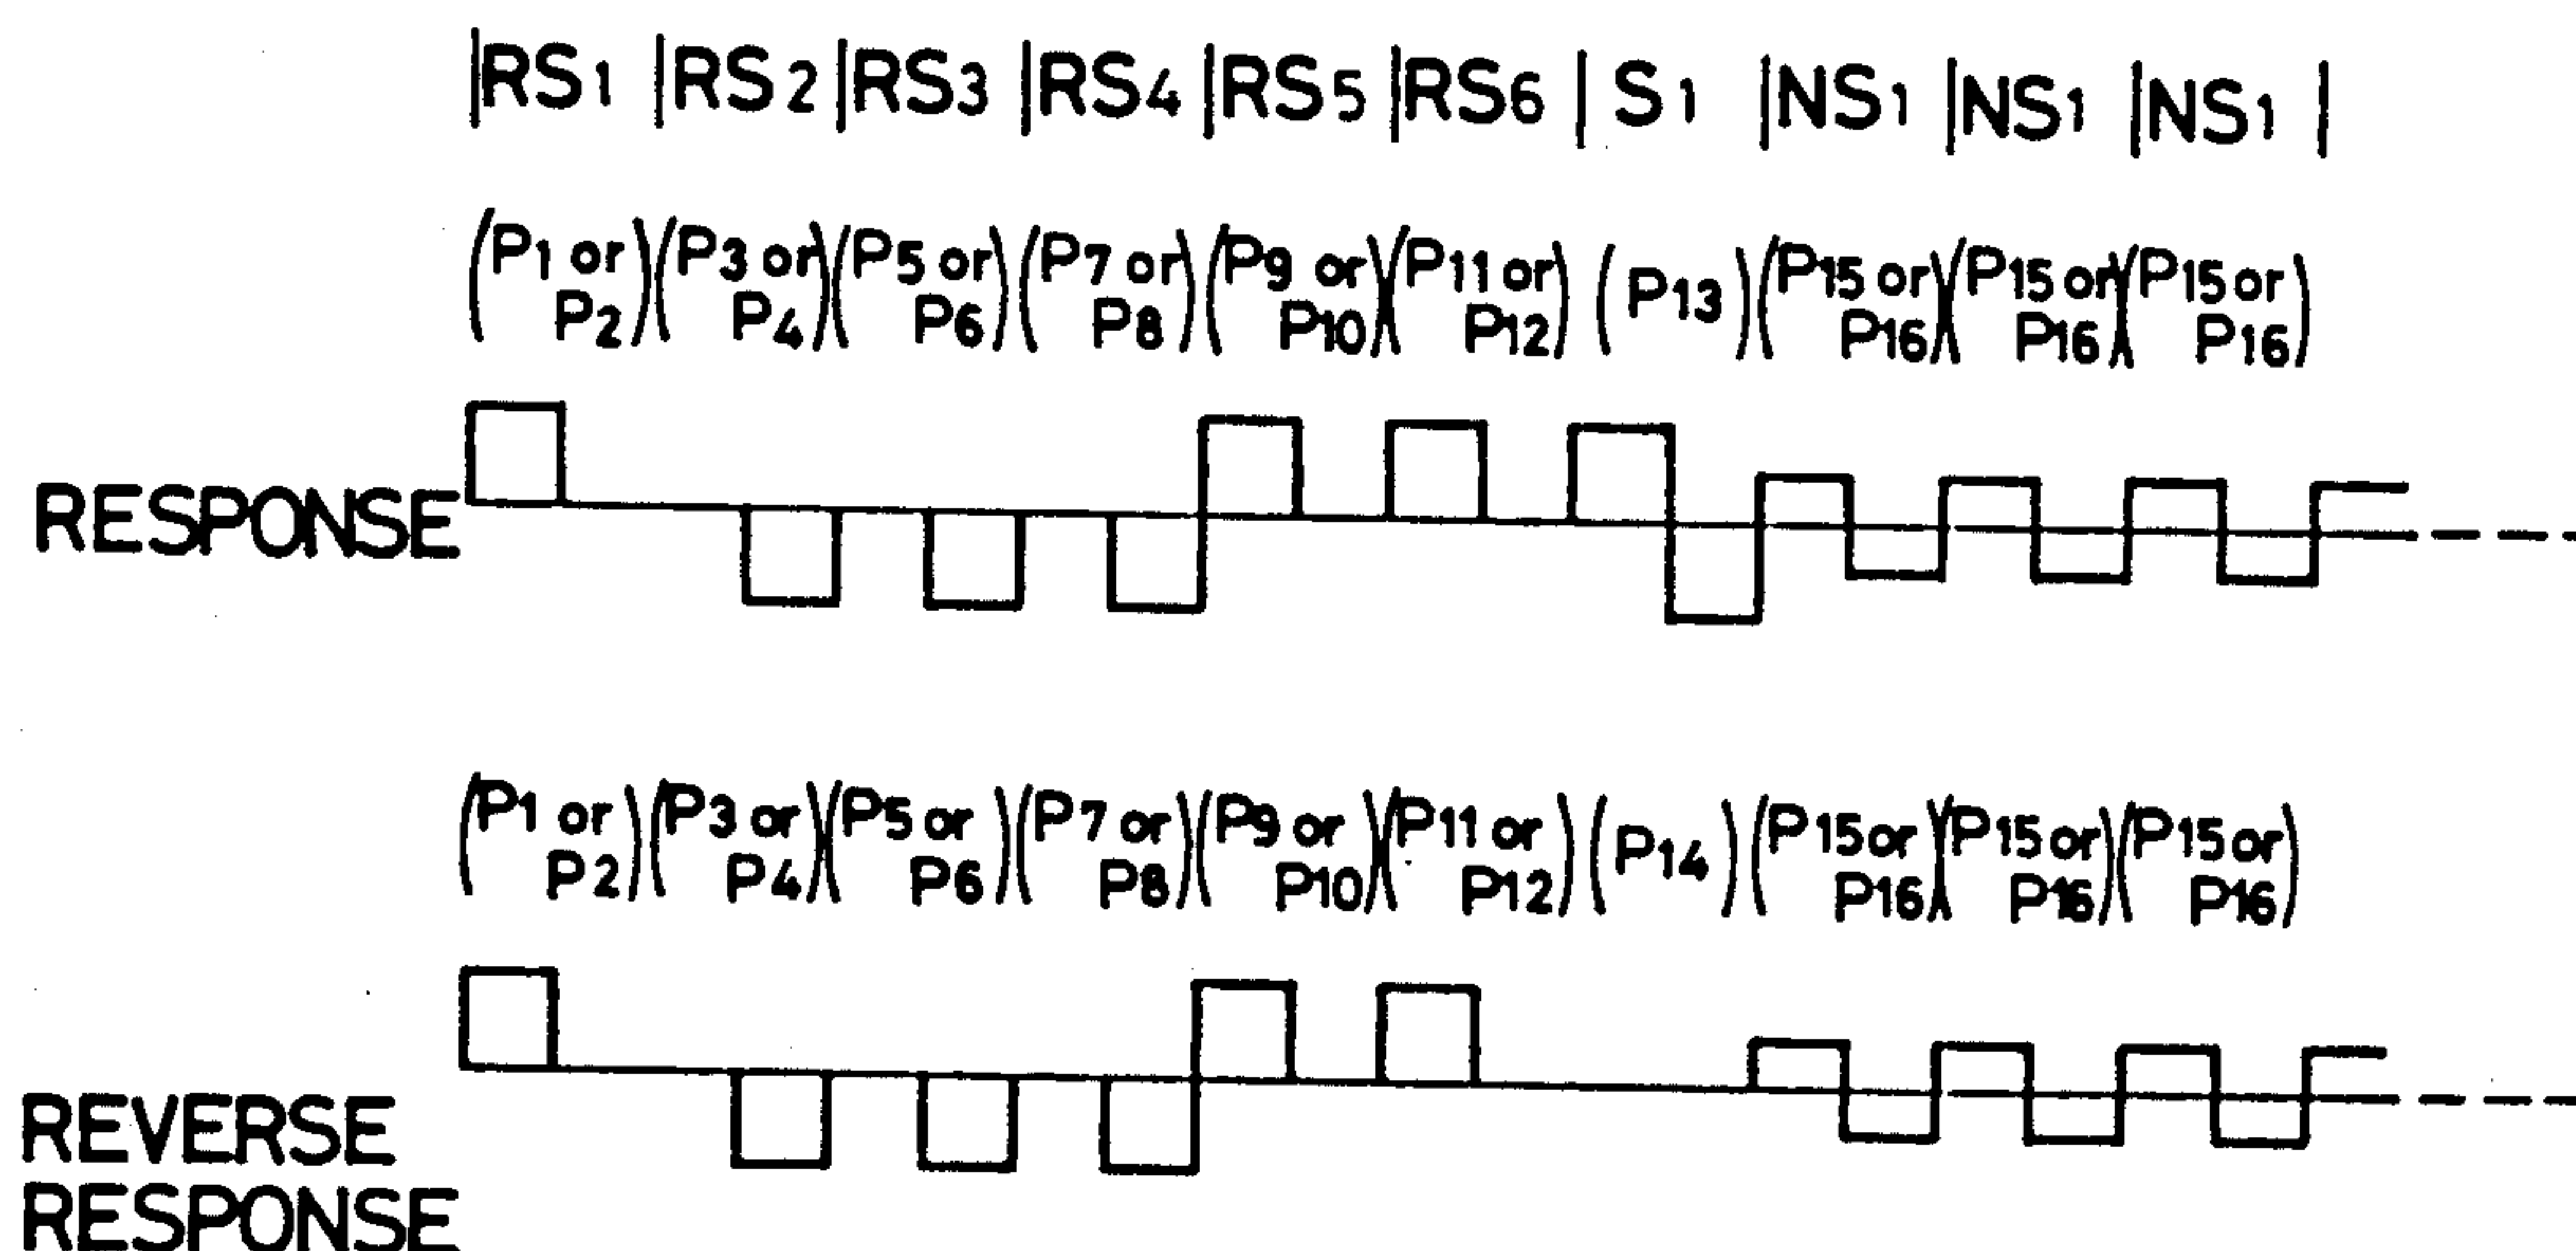 |RS1 |RS2 |RS3 |RS4 |RS5 |RS6 | S1 |NS1 |NS1 |NS1 |
(P1 or P2) (P3 or P4) (P5 or P6) (P7 or P8) (P9 or P10) (P11 or P12) (P13) (P15 or P16) (P15 or P16) (P15 or P16)
RESPONSE
(P1 or P2) (P3 or P4) (P5 or P6) (P7 or P8) (P9 or P10) (P11 or P12) (P14) (P15 or P16) (P15 or P16) (P15 or P16)
REVERSE
RESPONSE